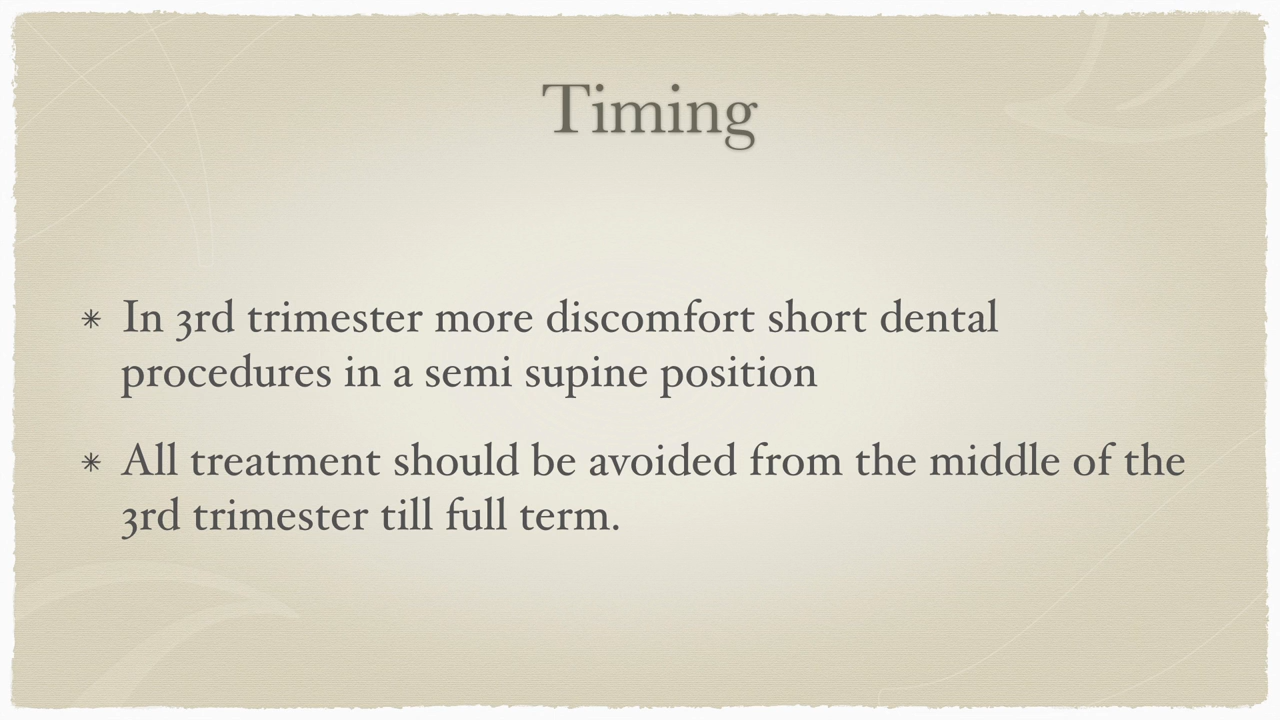 Timing
In 3rd trimester more discomfort short dental
procedures in a semi supine position
All treatment should be avoided from the middle of the
3rd trimester till full term.